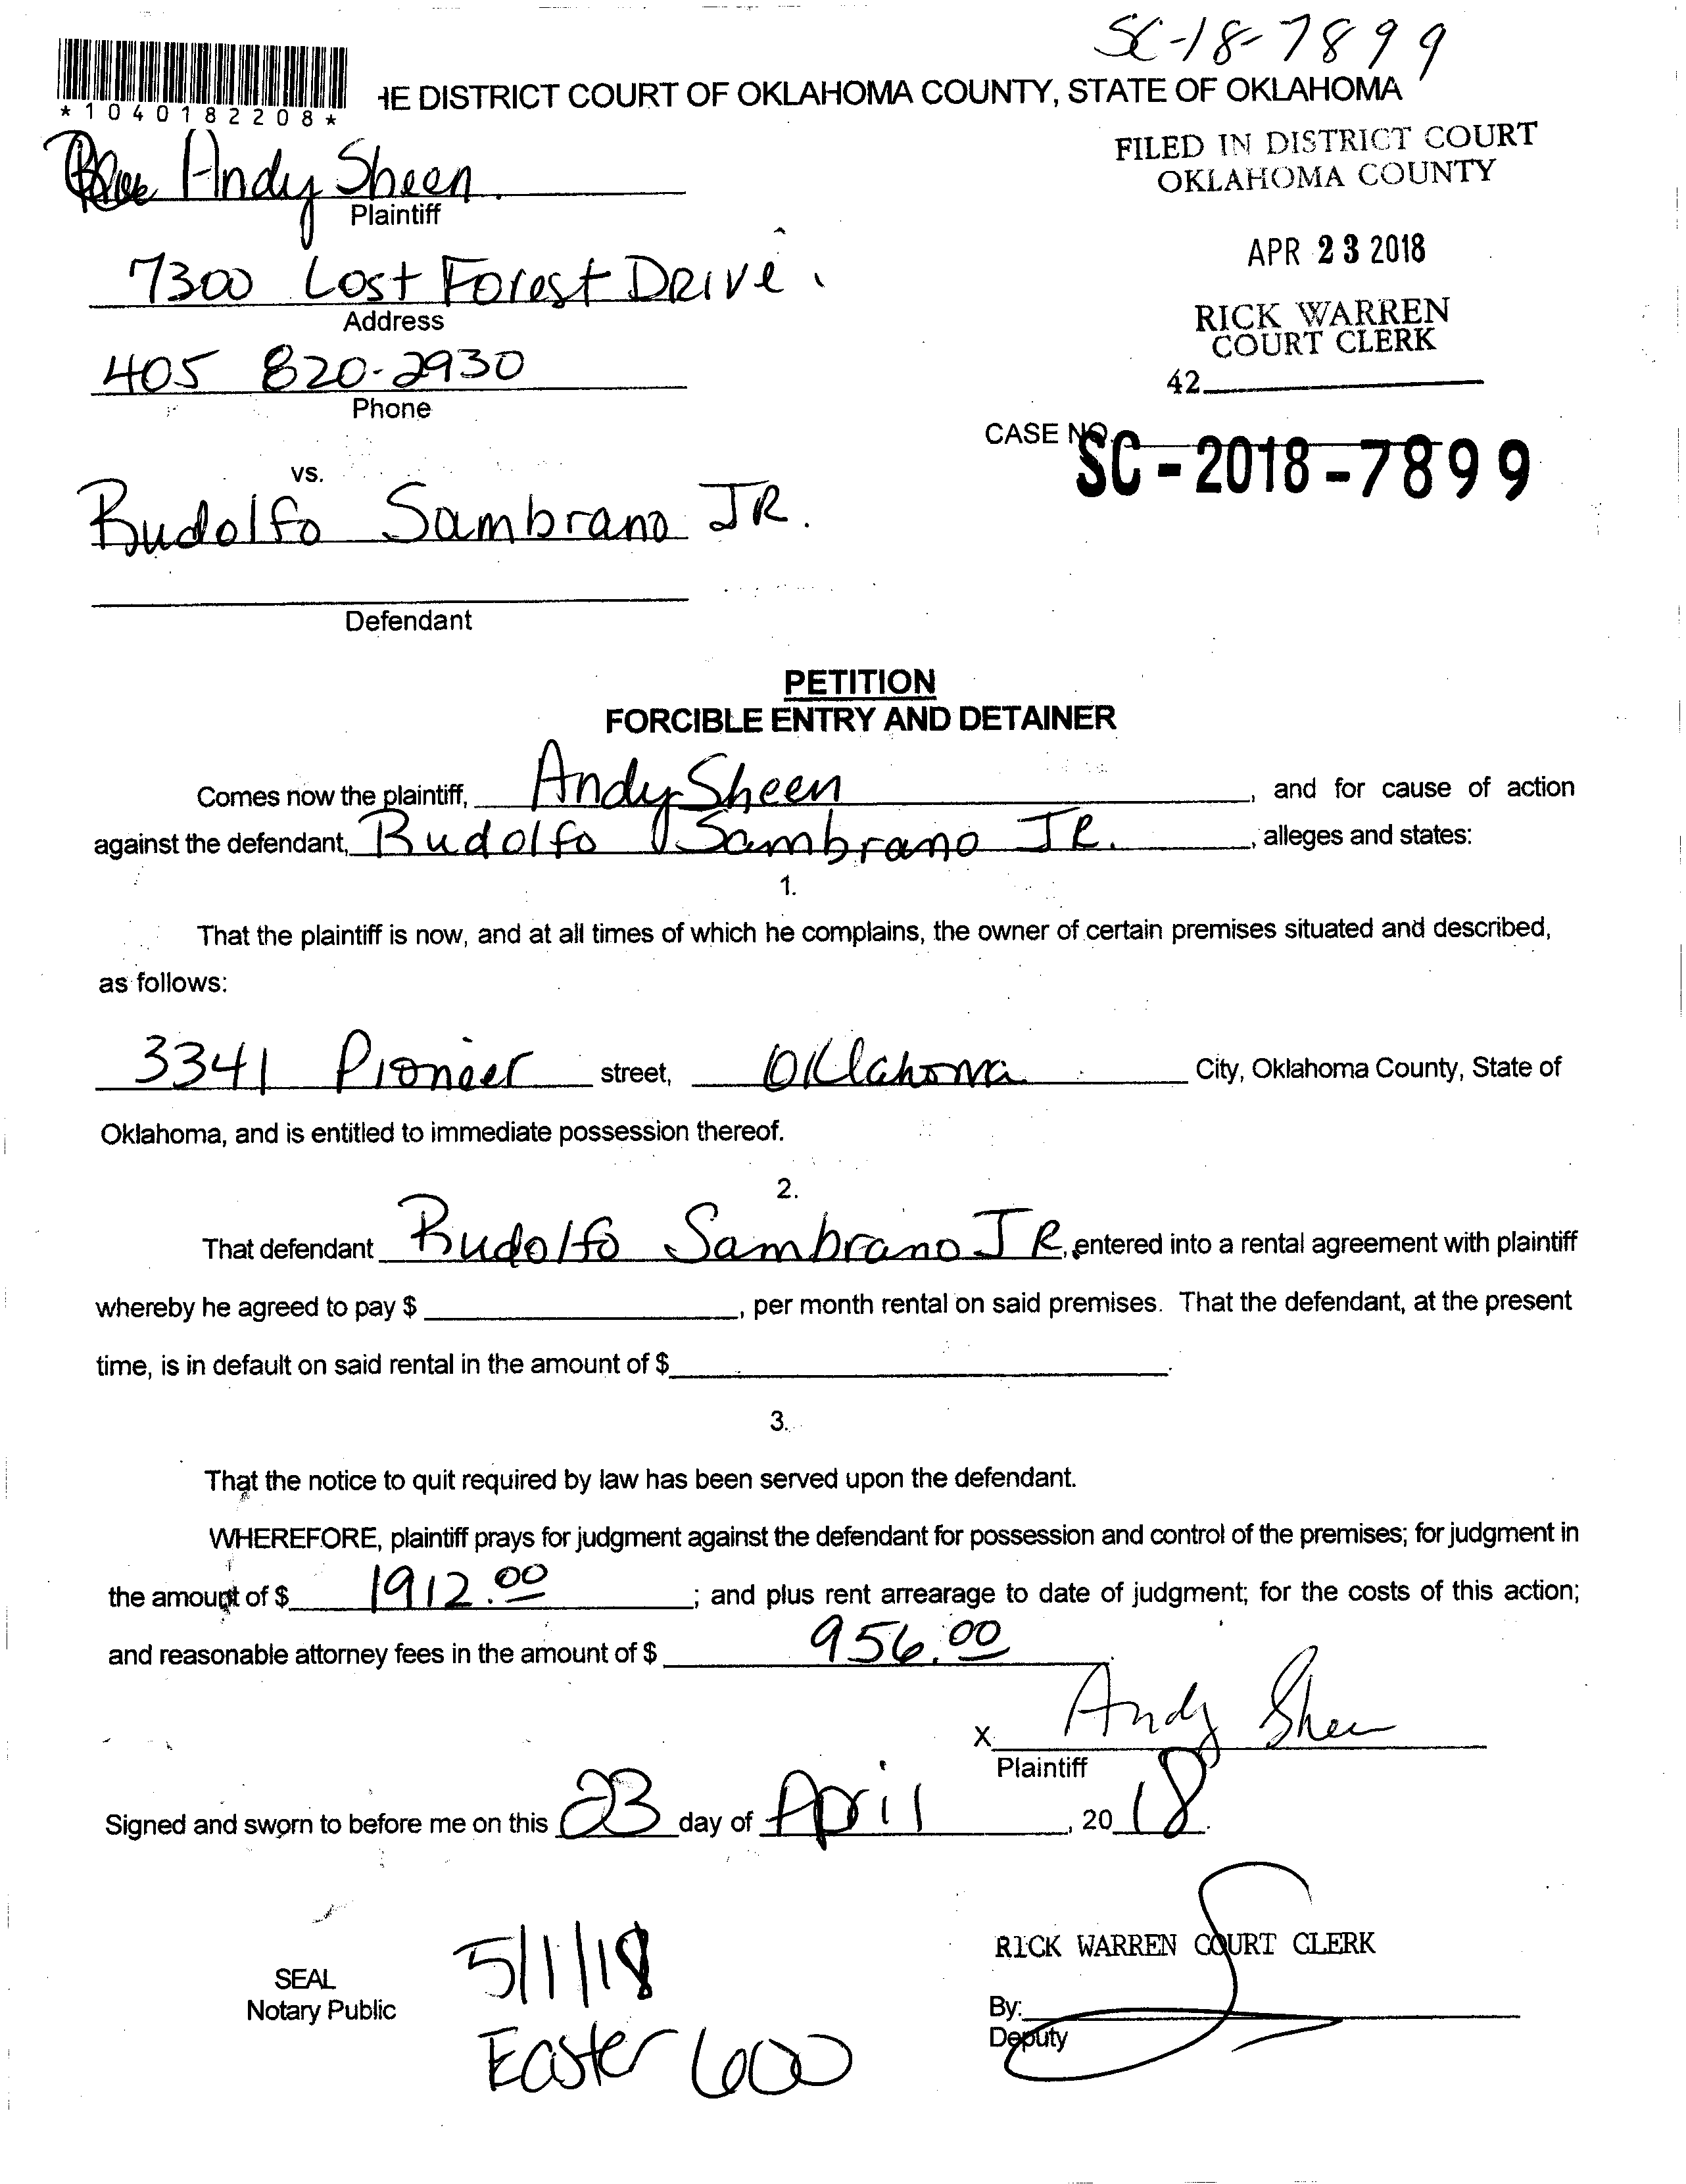 SC-18-7899
*1040182208*
HE DISTRICT COURT OF OKLAHOMA COUNTY, STATE OF OKLAHOMA
FILED IN DISTRICT COURT
OKLAHOMA COUNTY
Andy Sheen
Plaintiff
7300 Lost Forest Drive.
Address
APR 23 2018
RICK WARREN
COURT CLERK
405 820-2930
Phone
42
CASE NO.
SC-2018-7899
vs.
Rudolfo Sambrano JR.
Defendant
PETITION
FORCIBLE ENTRY AND DETAINER
Comes now the plaintiff, Andy Sheen, and for cause of action
against the defendant, Rudolfo Sambrano JR., alleges and states:
1.
That the plaintiff is now, and at all times of which he complains, the owner of certain premises situated and described,
as follows:
3341 Pioneer street, Oklahoma City, Oklahoma County, State of
Oklahoma, and is entitled to immediate possession thereof.
2.
That defendant Rudolfo Sambrano JR, entered into a rental agreement with plaintiff
whereby he agreed to pay $, per month rental on said premises. That the defendant, at the present
time, is in default on said rental in the amount of $.
3.
That the notice to quit required by law has been served upon the defendant.
WHEREFORE, plaintiff prays for judgment against the defendant for possession and control of the premises; for judgment in
the amount of $ 1912.00; and plus rent arrearage to date of judgment; for the costs of this action;
and reasonable attorney fees in the amount of $ 956.00
X Andy Sheen
Plaintiff
Signed and sworn to before me on this 23 day of April, 2018.
RICK WARREN COURT CLERK
5/1/18
SEAL
Notary Public
By:
Deputy
Easter 600